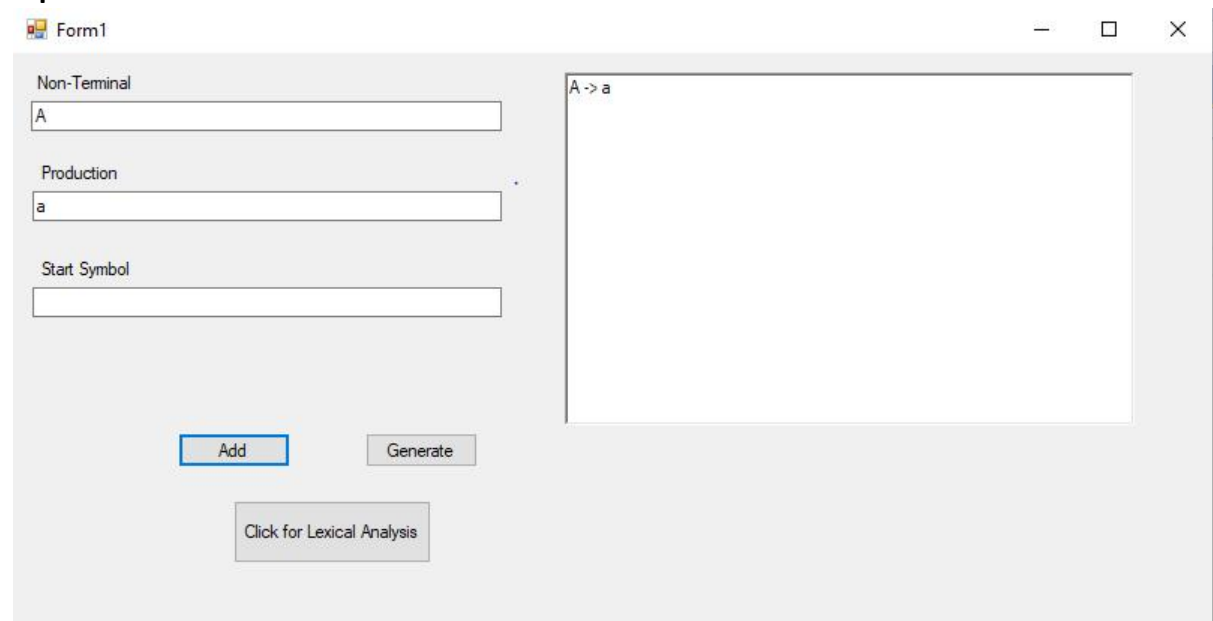 Form1
Non-Terminal
A
Production
a
Start Symbol
A -> a
Add
Generate
Click for Lexical Analysis